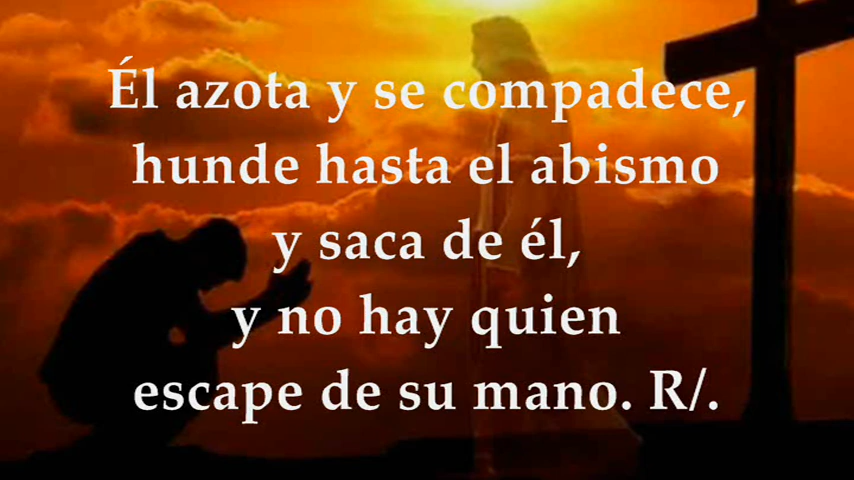 Él azota y se compadece,
hunde hasta el abismo
y saca de él,
y no hay quien
escape de su mano. R/.